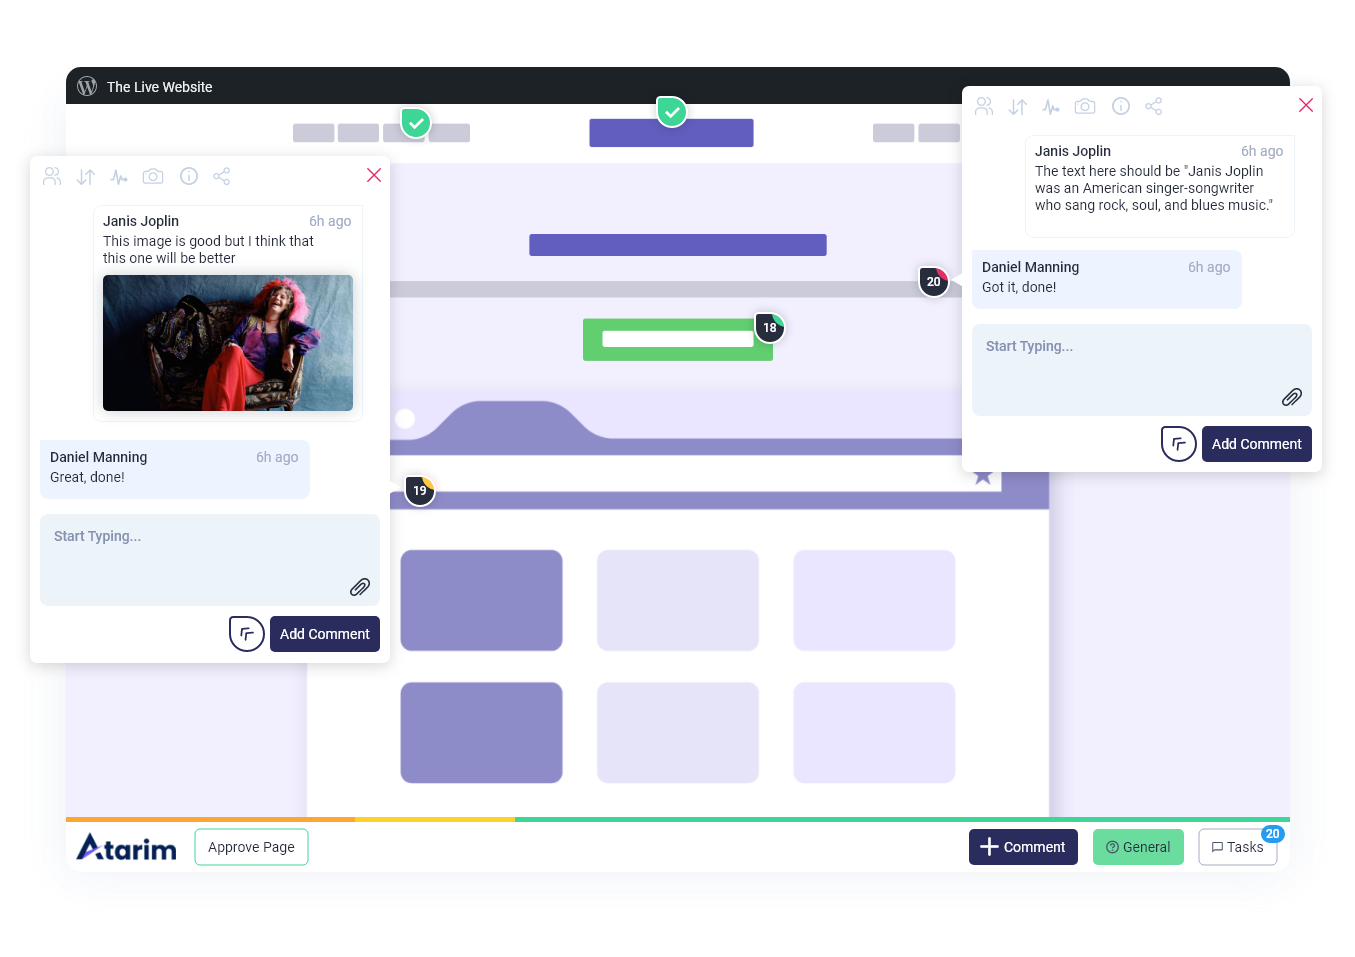 The Live Website
Janis Joplin 6h ago
This image is good but I think that
this one will be better
Daniel Manning 6h ago
Great, done!
Start Typing...
Add Comment
Janis Joplin 6h ago
The text here should be "Janis Joplin
was an American singer-songwriter
who sang rock, soul, and blues music."
Daniel Manning 6h ago
Got it, done!
Start Typing...
Add Comment
20
18
19
Atarim
Approve Page
Comment
General
Tasks
20